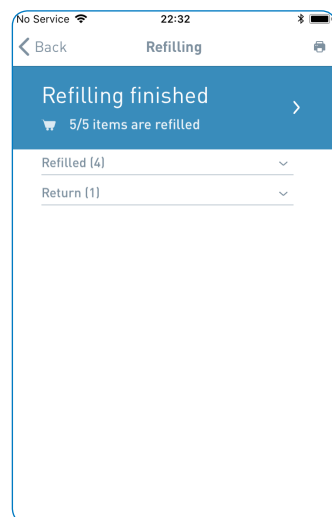 No Service 22:32
Back Refilling
Refilling finished
5/5 items are refilled
Refilled (4)
Return (1)